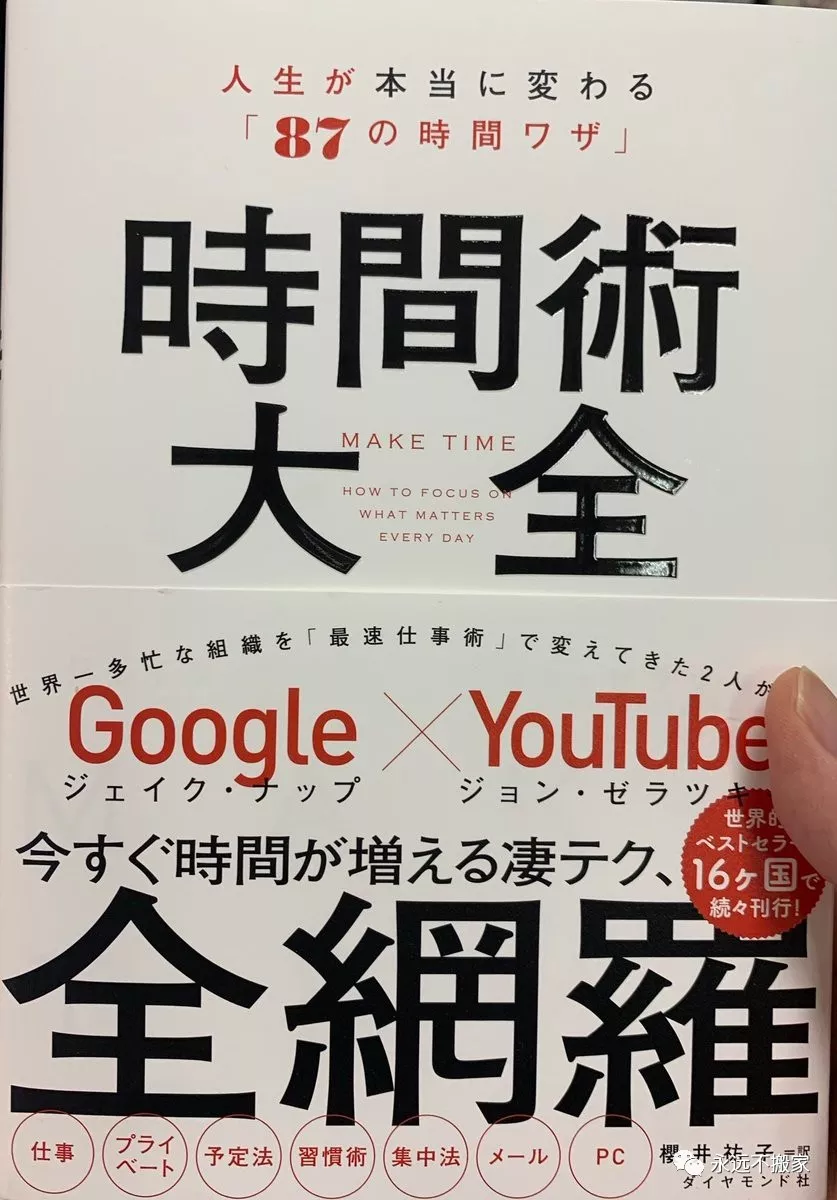 人生が本当に変わる
「87の時間ワザ」
時間術
大全
MAKE TIME
HOW TO FOCUS ON
WHAT MATTERS
EVERY DAY
世界一多忙な組織を「最速仕事術」で変えてきた2人が
Google×YouTube
ジェイク・ナップ
ジョン・ゼラツキ
世界的
ベストセラー
16ヶ国で
続々刊行!
今すぐ時間が増える凄テク、
全網羅
仕事
プライ
ベート
予定法
習慣術
集中法
メール
PC
櫻井祐子=訳
ダイヤモンド社
永远不搬家